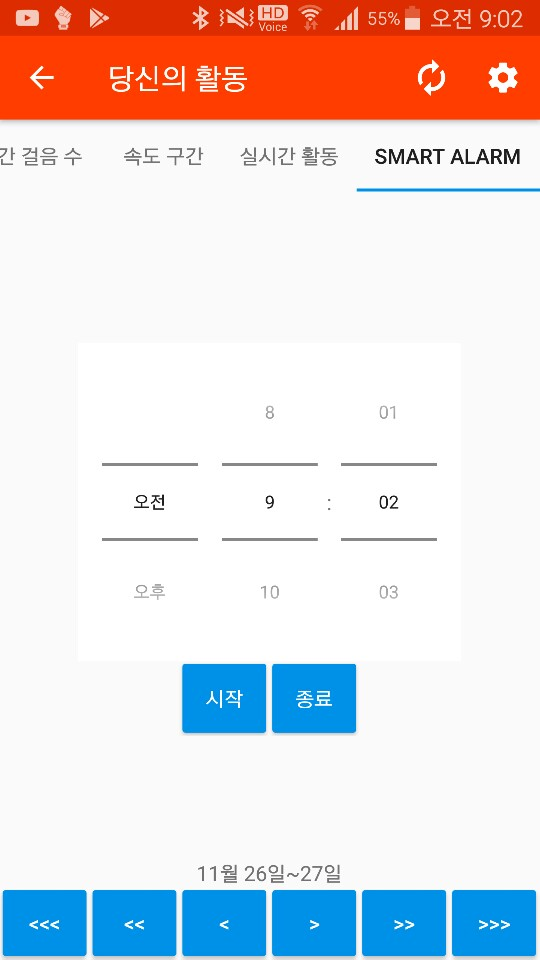 HD Voice 55% 오전 9:02
당신의 활동
간 걸음 수 속도 구간 실시간 활동 SMART ALARM
8 01
오전 9 : 02
오후 10 03
시작 종료
11월 26일~27일
<<< << < > >> >>>